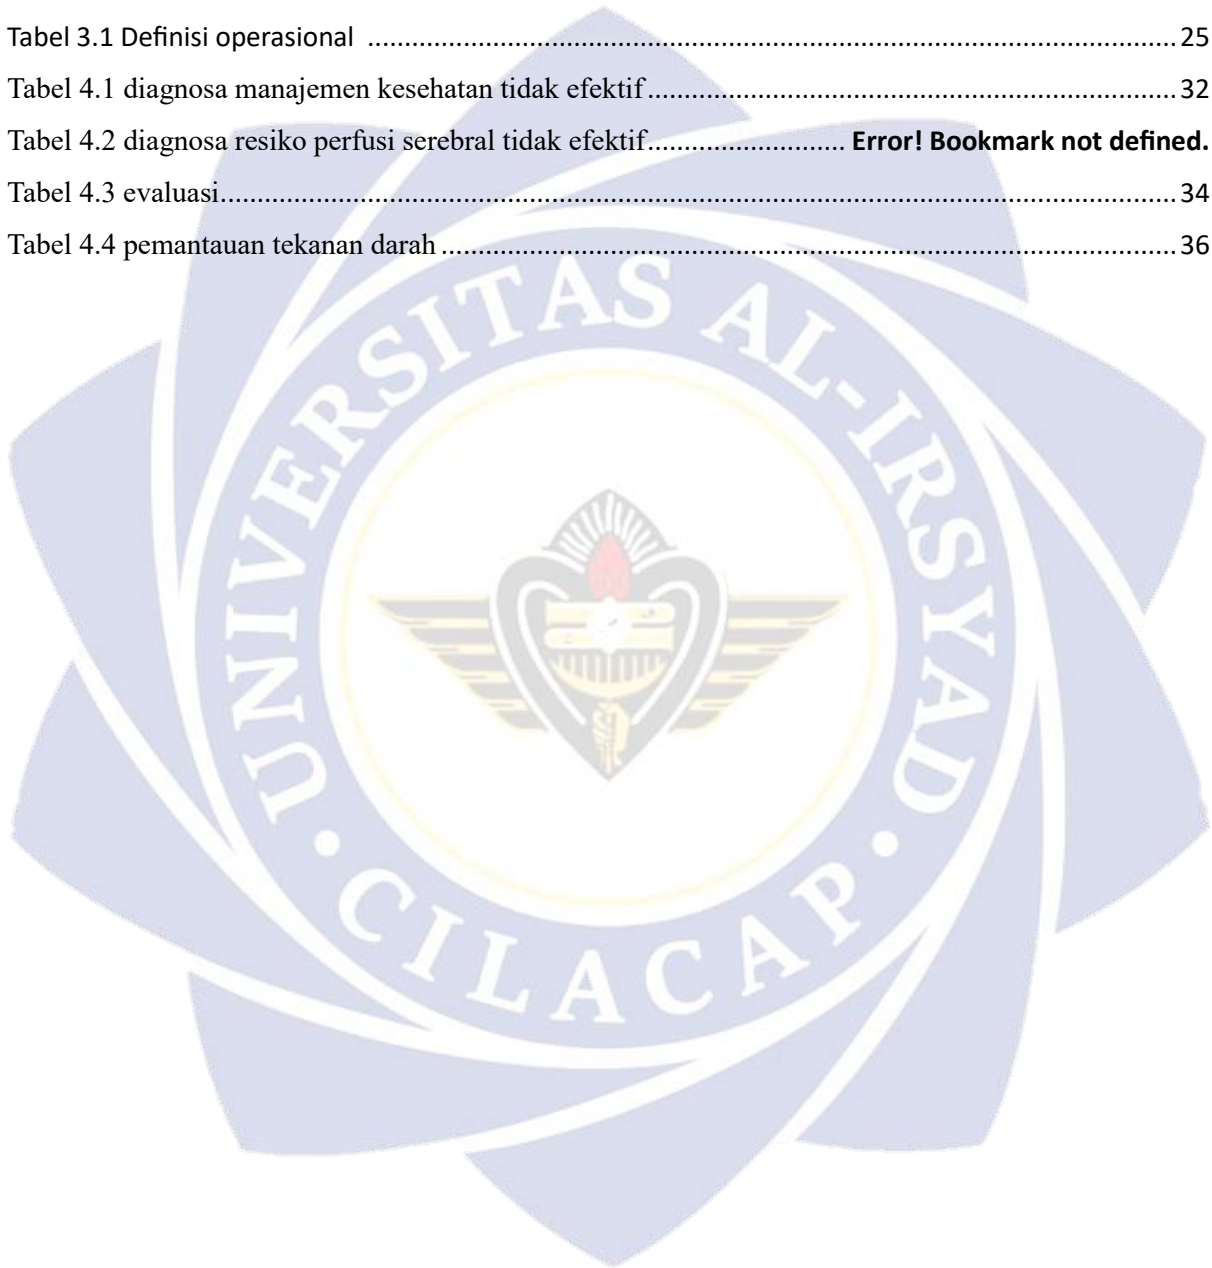 Tabel 3.1 Definisi operasional ........................................................................................................................ 25
Tabel 4.1 diagnosa manajemen kesehatan tidak efektif ................................................................................ 32
Tabel 4.2 diagnosa resiko perfusi serebral tidak efektif ............................ Error! Bookmark not defined.
Tabel 4.3 evaluasi ................................................................................................................................................ 34
Tabel 4.4 pemantauan tekanan darah ............................................................................................................. 36
UNIVERSITAS AL-IRSYAD
• CILACAP •